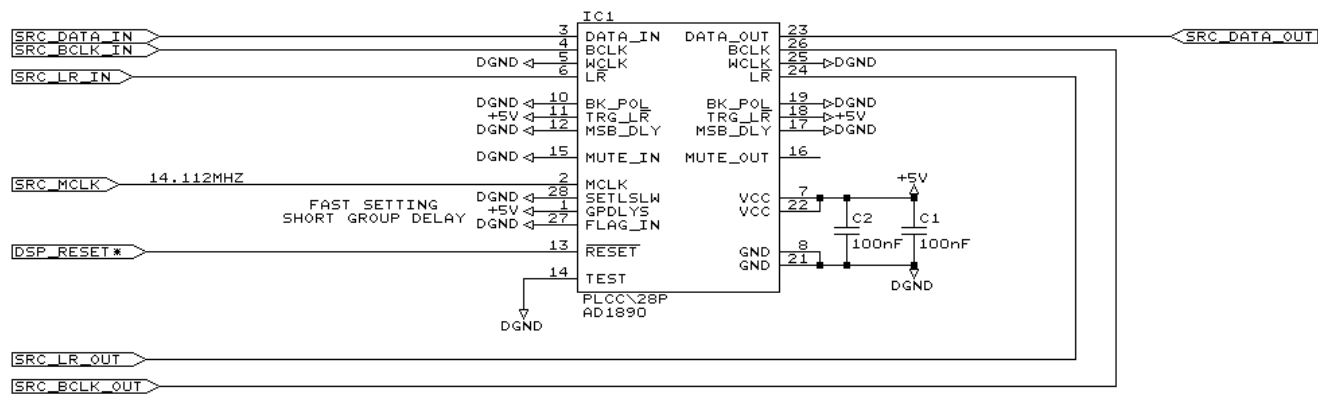 IC1
SRC_DATA_IN 3 DATA_IN DATA_OUT 23 SRC_DATA_OUT
SRC_BCLK_IN 4 BCLK BCLK 26
DGND 5 WCLK WCLK 25 DGND
SRC_LR_IN 6 LR LR 24
DGND 10 BK_POL BK_POL 19 DGND
+5V 11 TRG_LR TRG_LR 18 +5V
DGND 12 MSB_DLY MSB_DLY 17 DGND
DGND 15 MUTE_IN MUTE_OUT 16
SRC_MCLK 14.112MHZ 2 MCLK
+5V
FAST SETTING DGND 28 SETLSLW VCC 7
SHORT GROUP DELAY +5V 1 GPDLYS VCC 22
DGND 27 FLAG_IN
C2 C1
100nF 100nF
DSP_RESET* 13 RESET GND 8
GND 21
14 TEST
DGND
PLCC\28P
AD1890
DGND
SRC_LR_OUT
SRC_BCLK_OUT